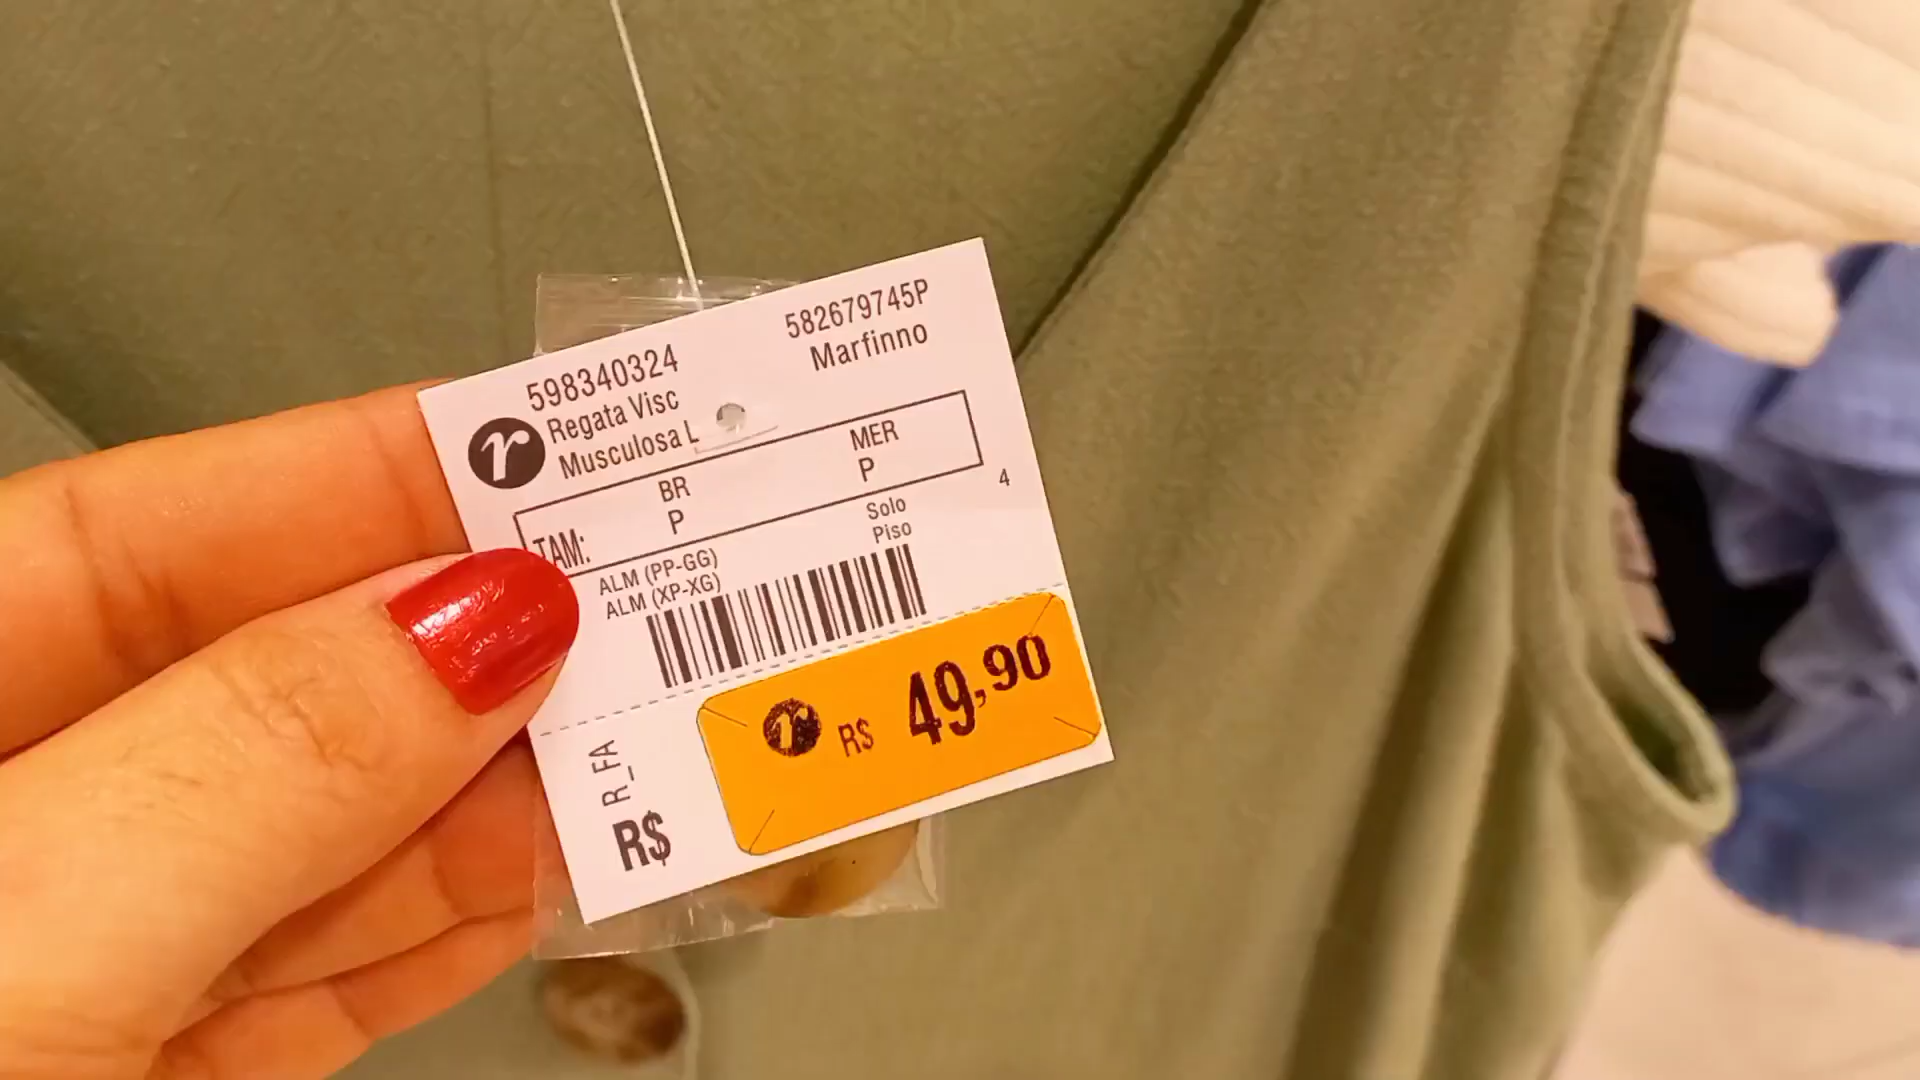 582679745P
Marfinno
598340324
r
Regata Visc
Musculosa L
BR MER
TAM: P P
4
Solo
Piso
ALM (PP-GG)
ALM (XP-XG)
r R$ 49,90
R_FA
R$